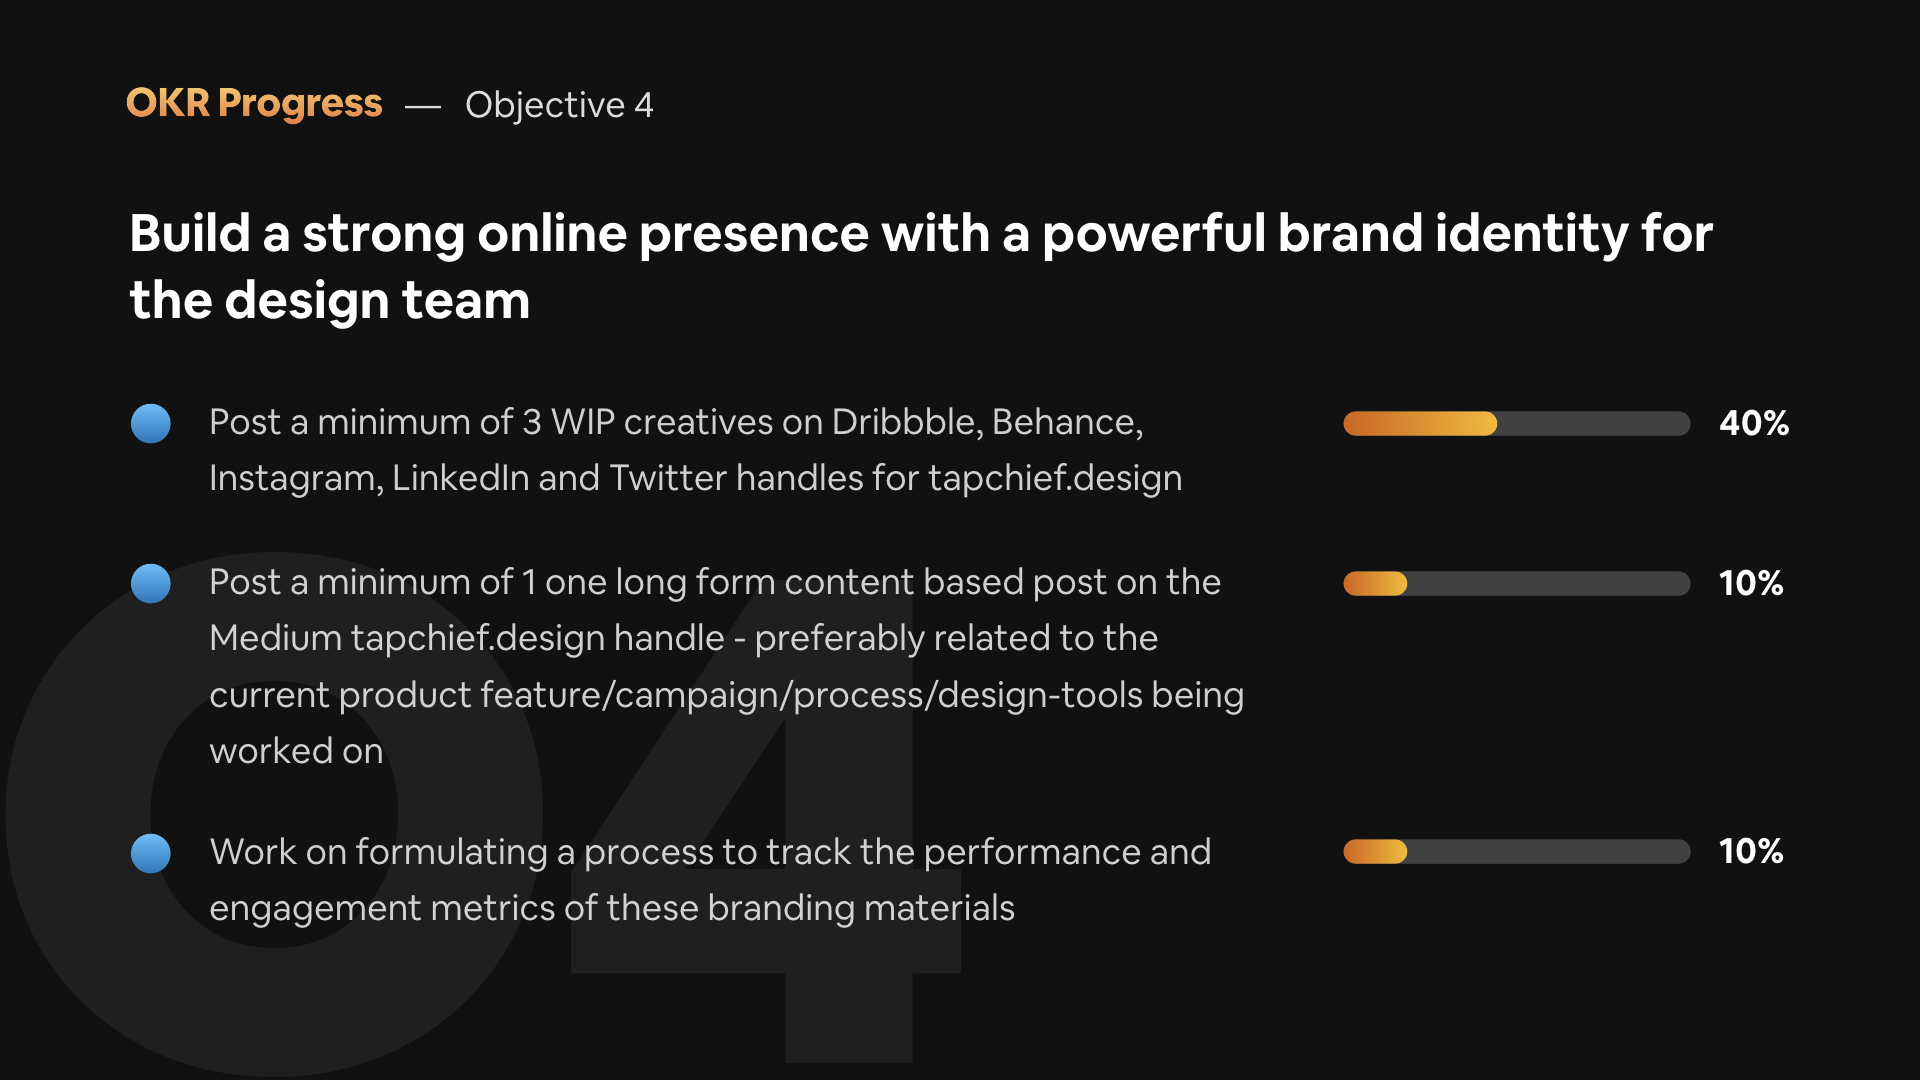 OKR Progress — Objective 4
Build a strong online presence with a powerful brand identity for
the design team
Post a minimum of 3 WIP creatives on Dribbble, Behance,
Instagram, LinkedIn and Twitter handles for tapchief.design
40%
Post a minimum of 1 one long form content based post on the
Medium tapchief.design handle - preferably related to the
current product feature/campaign/process/design-tools being
worked on
10%
Work on formulating a process to track the performance and
engagement metrics of these branding materials
10%
04